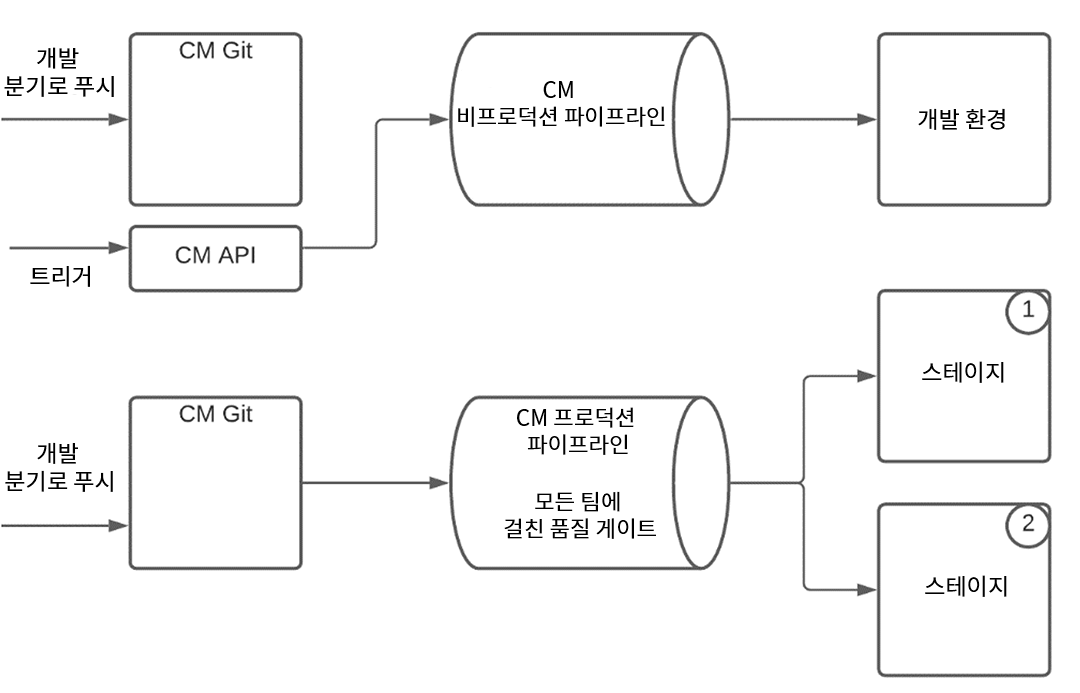 개발
분기로 푸시
CM Git
CM
비프로덕션 파이프라인
개발 환경
CM API
트리거
1
스테이지
개발
분기로 푸시
CM Git
CM 프로덕션
파이프라인
모든 팀에
걸친 품질 게이트
2
스테이지